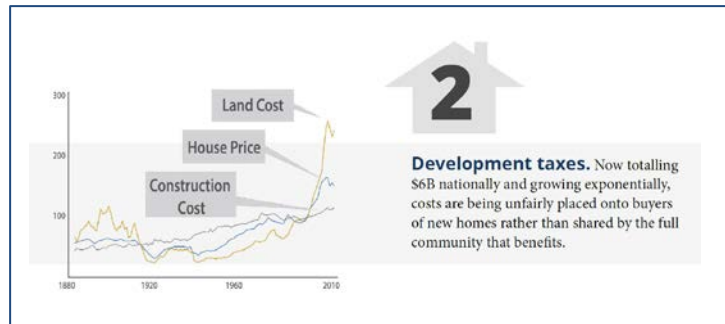 300
200
100
1880
1920
1960
2010
Land Cost
House Price
Construction
Cost
2
Development taxes. Now totalling
$6B nationally and growing exponentially,
costs are being unfairly placed onto buyers
of new homes rather than shared by the full
community that benefits.